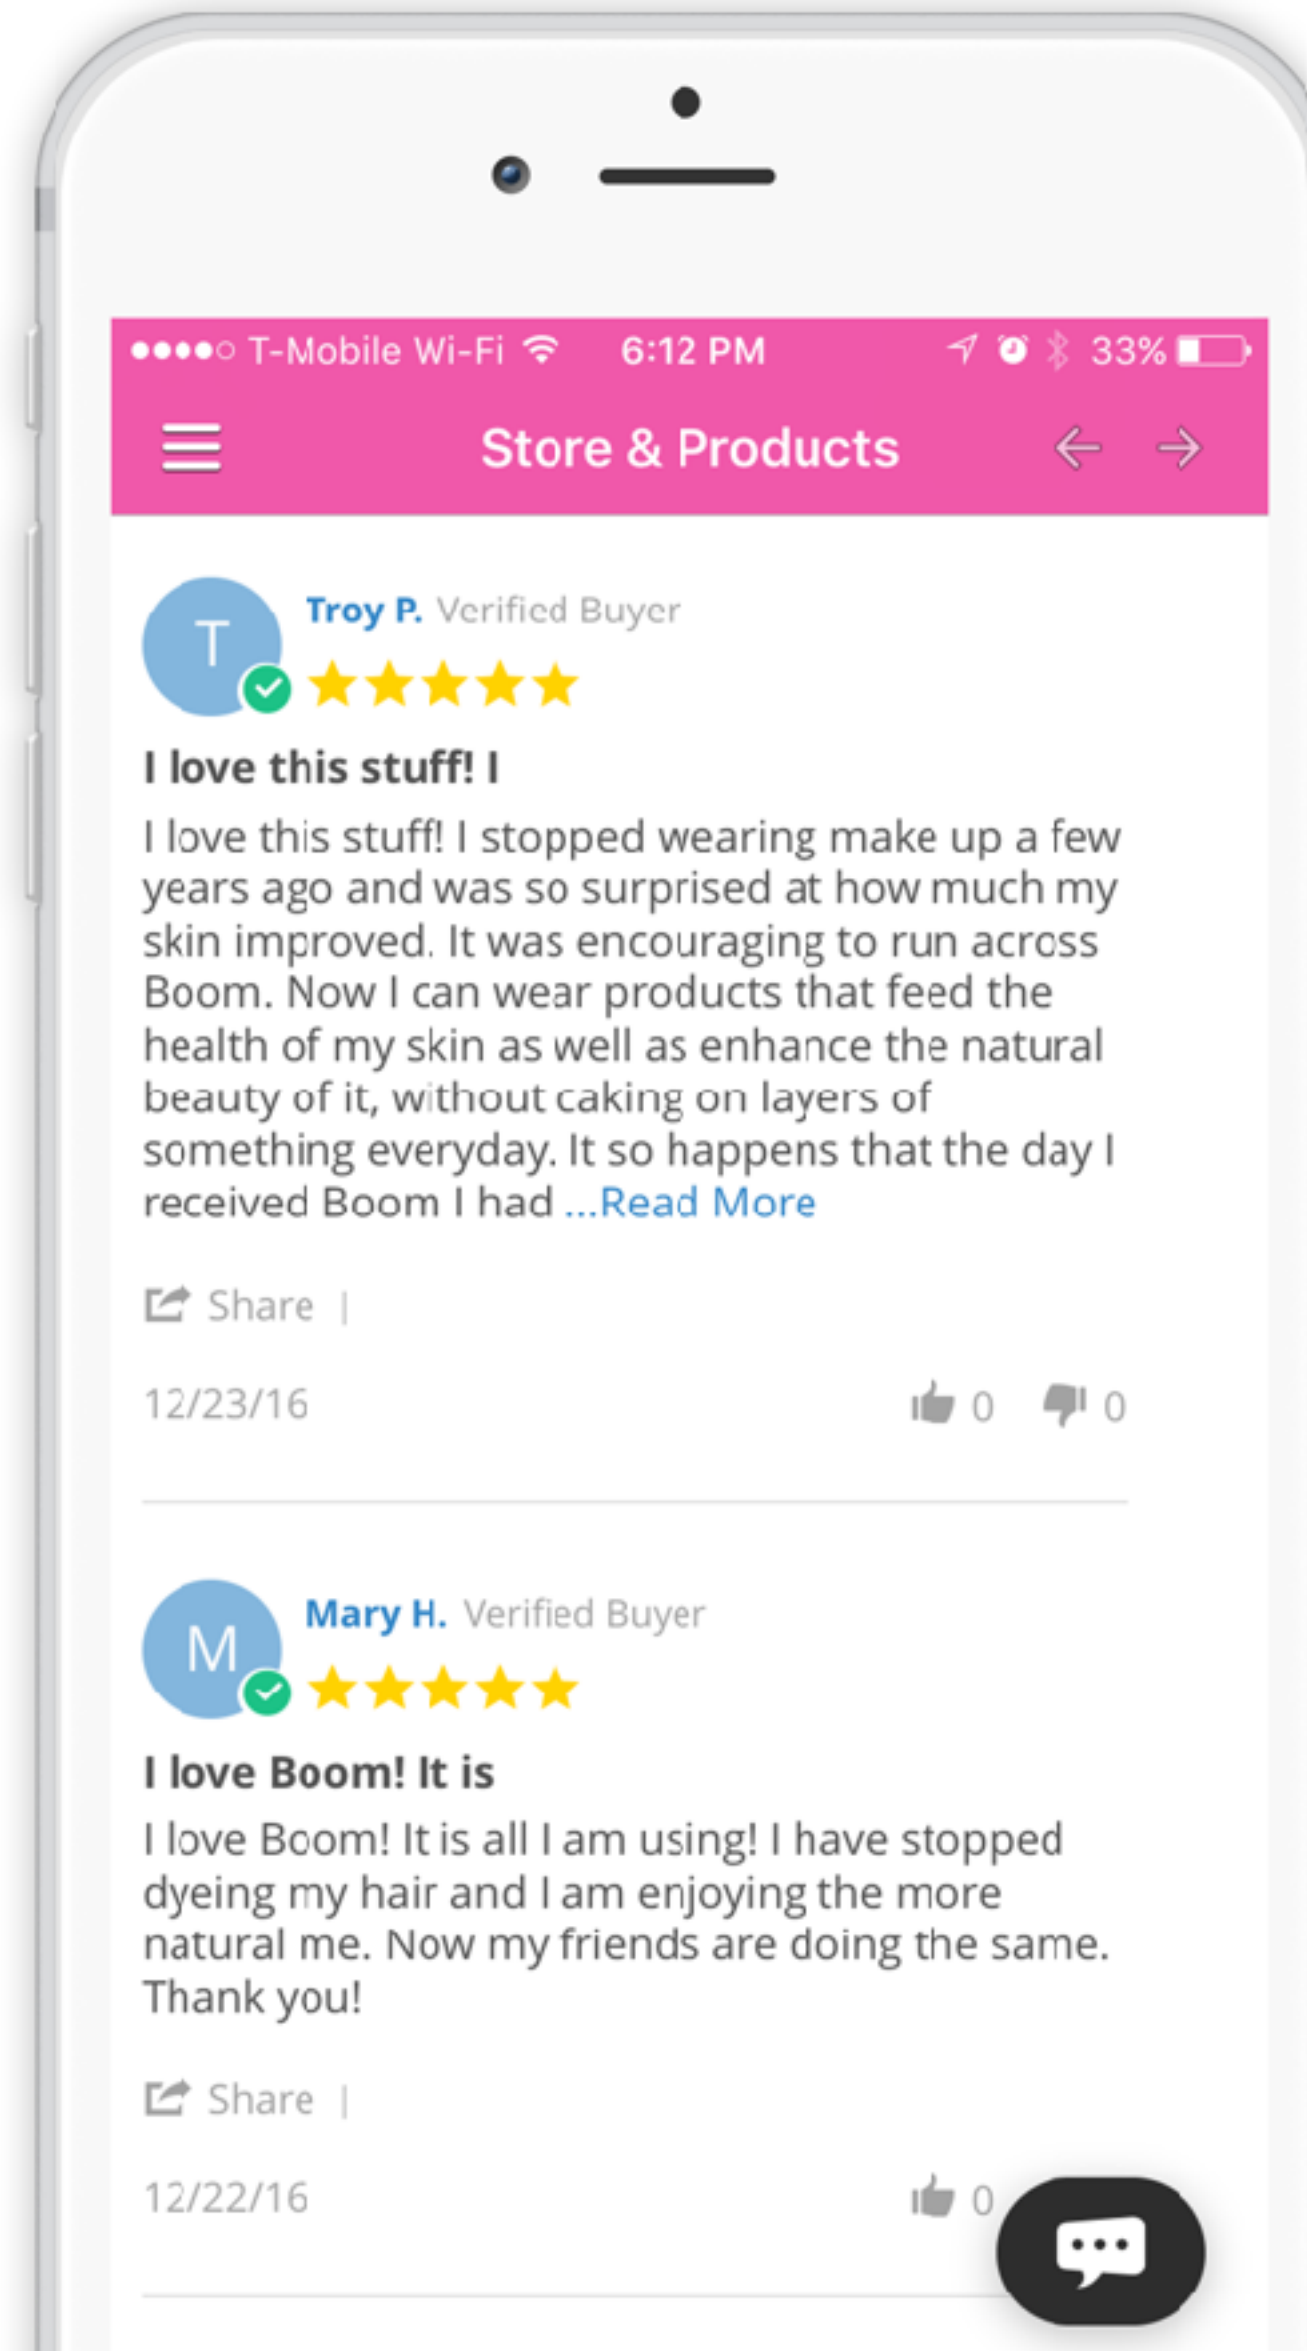 T-Mobile Wi-Fi 6:12 PM 33%
Store & Products
T
Troy P. Verified Buyer
I love this stuff! I
I love this stuff! I stopped wearing make up a few
years ago and was so surprised at how much my
skin improved. It was encouraging to run across
Boom. Now I can wear products that feed the
health of my skin as well as enhance the natural
beauty of it, without caking on layers of
something everyday. It so happens that the day I
received Boom I had ...Read More
Share |
12/23/16 0 0
M
Mary H. Verified Buyer
I love Boom! It is
I love Boom! It is all I am using! I have stopped
dyeing my hair and I am enjoying the more
natural me. Now my friends are doing the same.
Thank you!
Share |
12/22/16 0